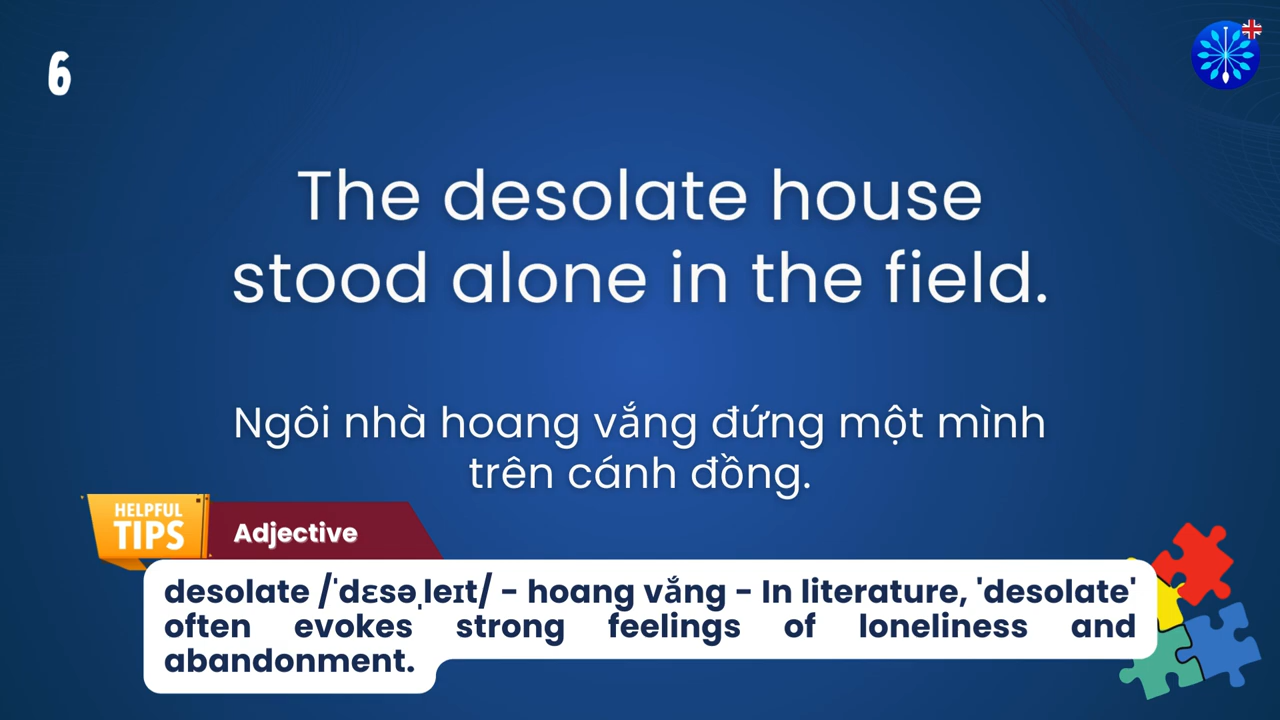 6
The desolate house
stood alone in the field.
Ngôi nhà hoang vắng đứng một mình
trên cánh đồng.
HELPFUL
TIPS
Adjective
desolate /ˈdɛsəˌleɪt/ - hoang vắng - In literature, 'desolate'
often evokes strong feelings of loneliness and
abandonment.